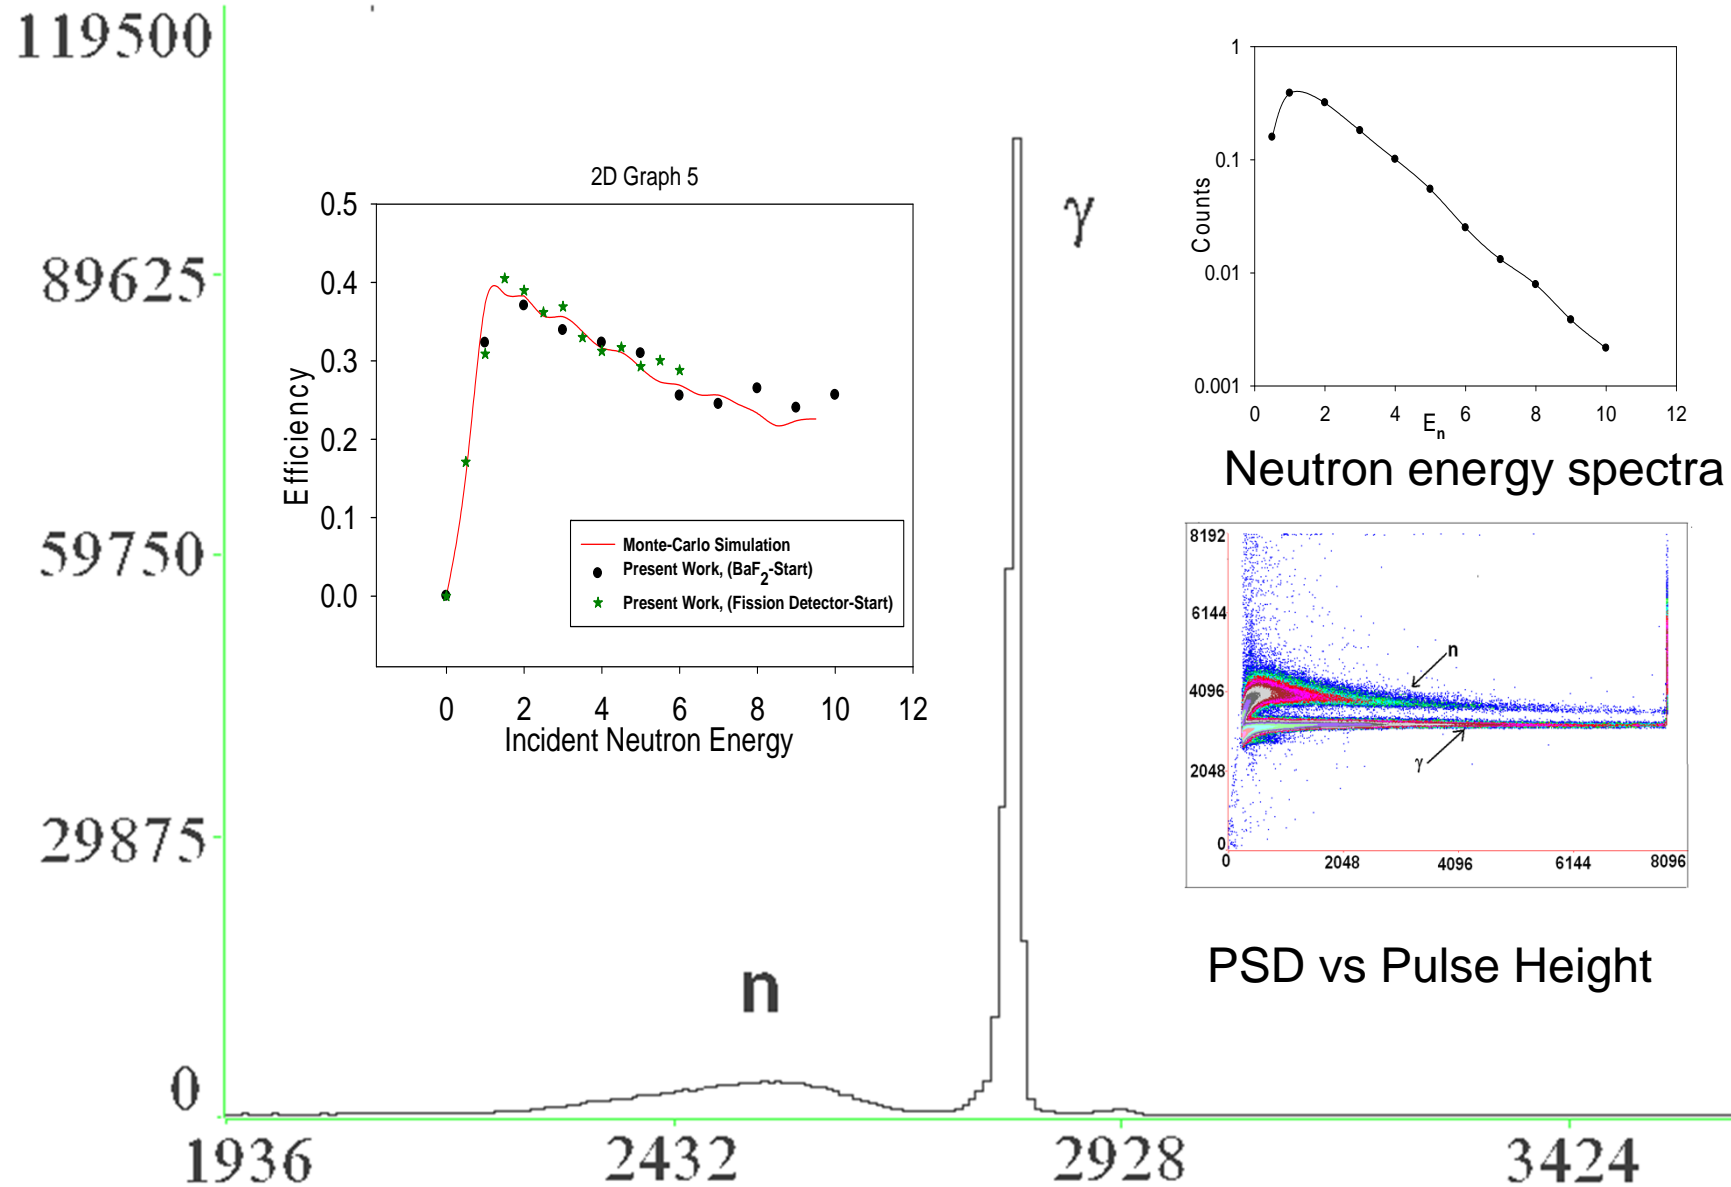 119500
89625
59750
29875
0
1936
2432
2928
3424
n
γ
2D Graph 5
0.5
0.4
0.3
0.2
0.1
0.0
Efficiency
0 2 4 6 8 10 12
Incident Neutron Energy
Monte-Carlo Simulation
Present Work, (BaF2-Start)
Present Work, (Fission Detector-Start)
1
0.1
0.01
0.001
Counts
0 2 4 6 8 10 12
En
Neutron energy spectra
8192
6144
4096
2048
0
n
γ
0 2048 4096 6144 8096
PSD vs Pulse Height